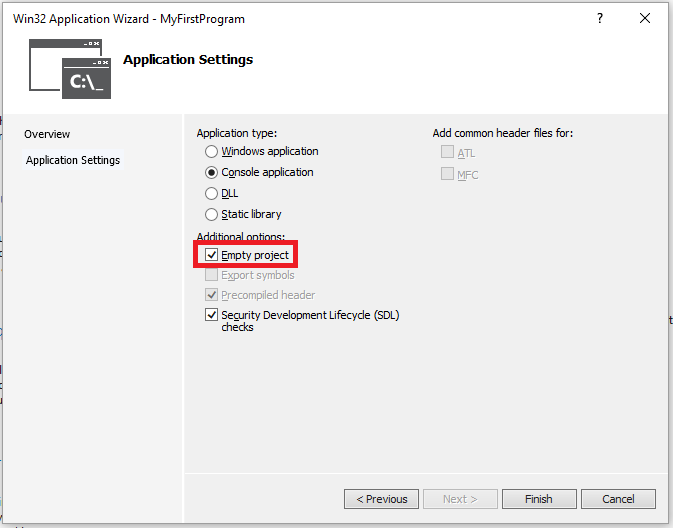 Win32 Application Wizard - MyFirstProgram
?
C:\_
Application Settings
Overview
Application Settings
Application type:
Windows application
Console application
DLL
Static library
Additional options:
Empty project
Export symbols
Precompiled header
Security Development Lifecycle (SDL)
checks
Add common header files for:
ATL
MFC
< Previous
Next >
Finish
Cancel